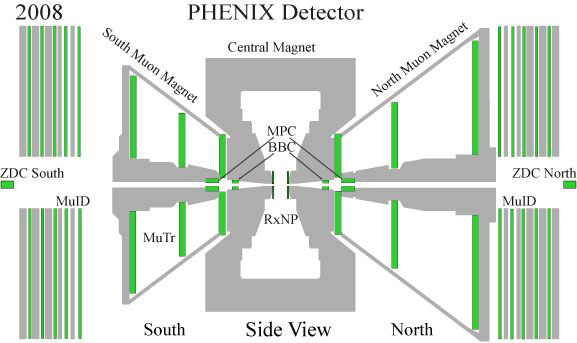 2008
PHENIX Detector
South Muon Magnet
Central Magnet
North Muon Magnet
MPC
BBC
ZDC South
ZDC North
MuID
MuID
RxNP
MuTr
South
Side View
North